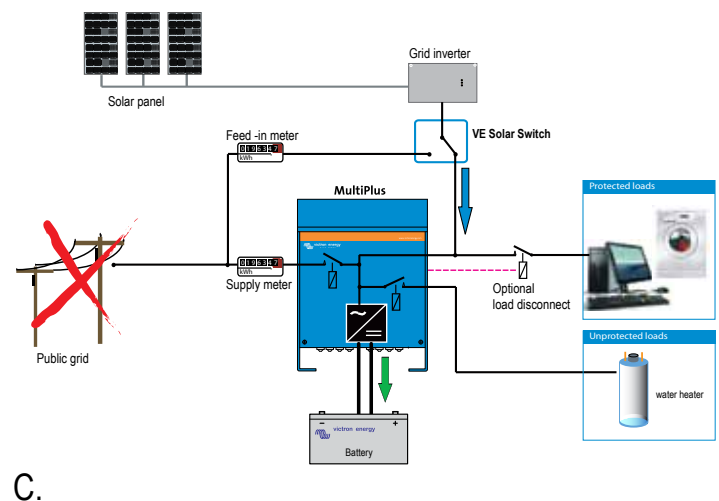 Grid inverter
Solar panel
VE Solar Switch
Feed -in meter
kWh
MultiPlus
Protected loads
victron energy
kWh
Supply meter
Optional
load disconnect
Public grid
Unprotected loads
water heater
- +
victron energy
Battery
C.